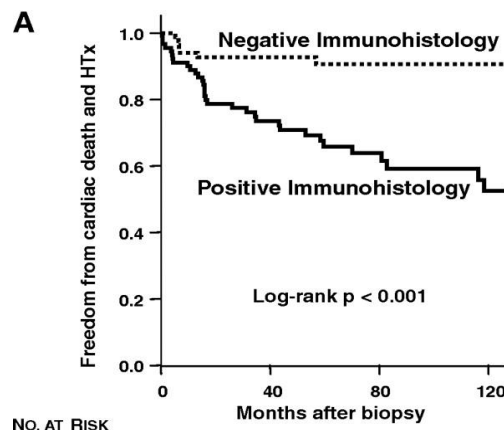 A
Freedom from cardiac death and HTx
1.0
0.8
0.6
0.4
0.2
0.0
Negative Immunohistology
Positive Immunohistology
Log-rank p < 0.001
0
40
80
120
Months after biopsy
NO. AT RISK